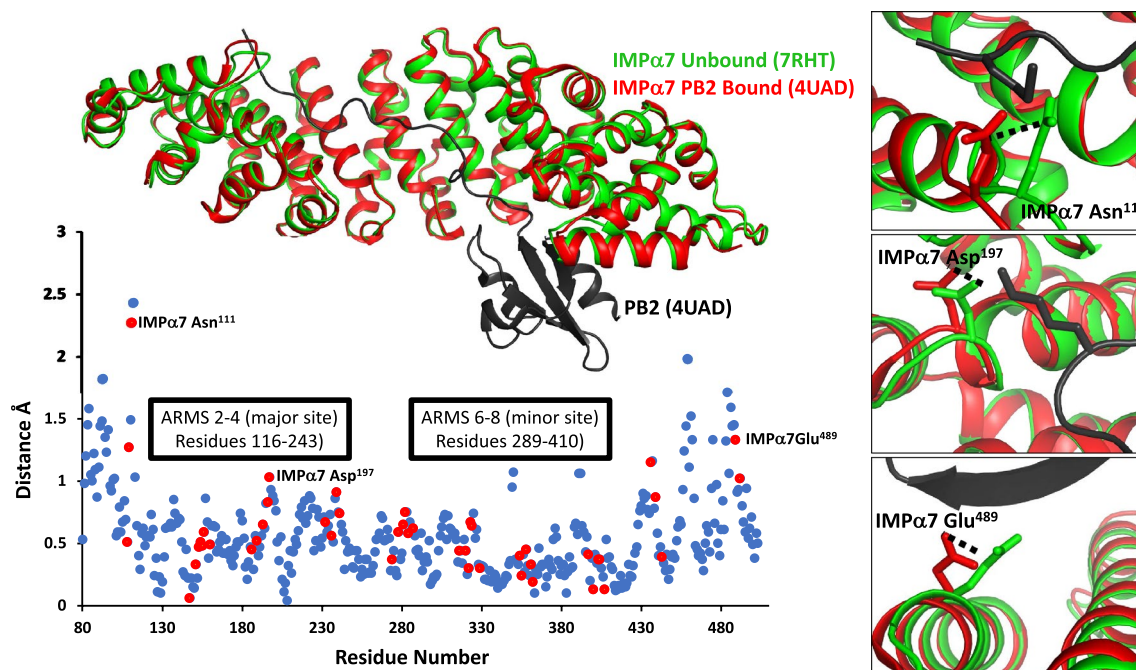 IMPα7 Unbound (7RHT)
IMPα7 PB2 Bound (4UAD)
PB2 (4UAD)
3
2.5
2
1.5
1
0.5
0
Distance Å
IMPα7 Asn¹¹¹
ARMS 2-4 (major site)
Residues 116-243)
ARMS 6-8 (minor site)
Residues 289-410)
IMPα7 Asp¹⁹⁷
IMPα7Glu⁴⁸⁹
80 130 180 230 280 330 380 430 480
Residue Number
IMPα7 Asn¹¹
IMPα7 Asp¹⁹⁷
IMPα7 Glu⁴⁸⁹